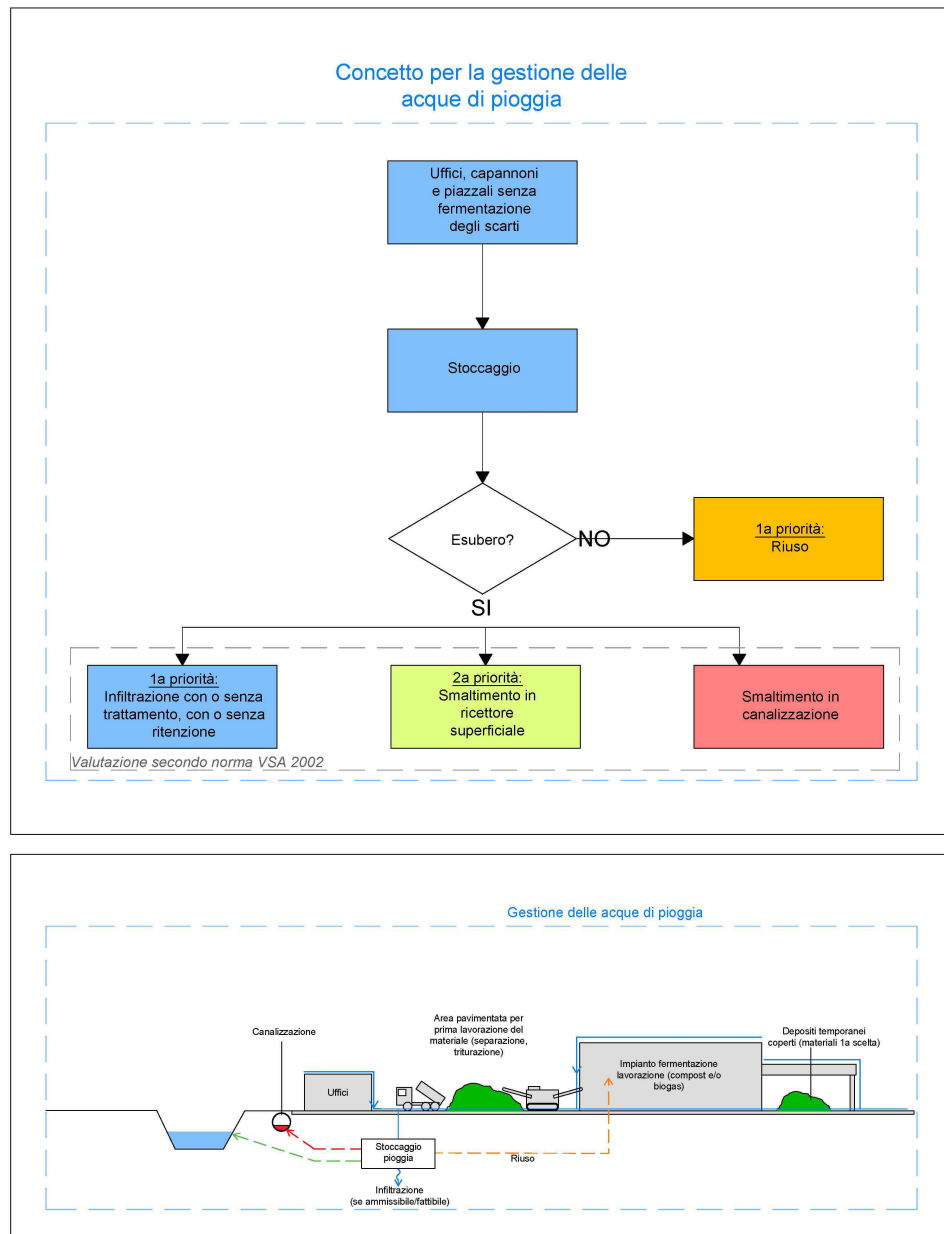 Concetto per la gestione delle
acque di pioggia
Uffici, capannoni
e piazzali senza
fermentazione
degli scarti
Stoccaggio
Esubero?
NO
1a priorità:
Riuso
SI
1a priorità:
Infiltrazione con o senza
trattamento, con o senza
ritenzione
2a priorità:
Smaltimento in
ricettore
superficiale
Smaltimento in
canalizzazione
Valutazione secondo norma VSA 2002
Gestione delle acque di pioggia
Canalizzazione
Area pavimentata per
prima lavorazione del
materiale (separazione,
triturazione)
Depositi temporanei
coperti (materiali 1a scelta)
Uffici
Impianto fermentazione
lavorazione (compost e/o
biogas)
Stoccaggio
pioggia
Riuso
Infiltrazione
(se ammissibile/fattibile)